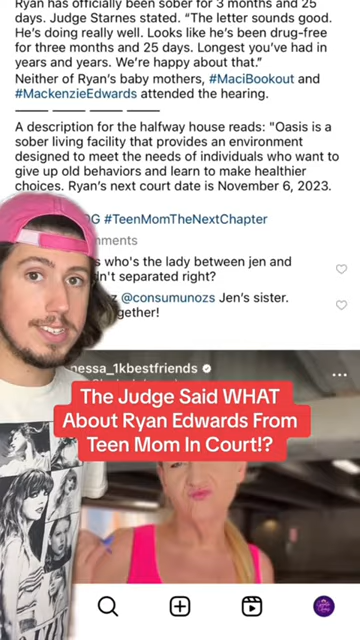 Ryan has officially been sober for 3 months and 25
days. Judge Starnes stated. "The letter sounds good.
He's doing really well. Looks like he's been drug-free
for three months and 25 days. Longest you've had in
years and years. We're happy about that."
Neither of Ryan's baby mothers, #MaciBookout and
#MackenzieEdwards attended the hearing.
A description for the halfway house reads: "Oasis is a
sober living facility that provides an environment
designed to meet the needs of individuals who want to
give up old behaviors and learn to make healthier
choices. Ryan's next court date is November 6, 2023.
#TeenMomTheNextChapter
who's the lady between jen and
separated right?
@consumunozs Jen's sister.
nessa_1kbestfriends
The Judge Said WHAT
About Ryan Edwards From
Teen Mom In Court!?